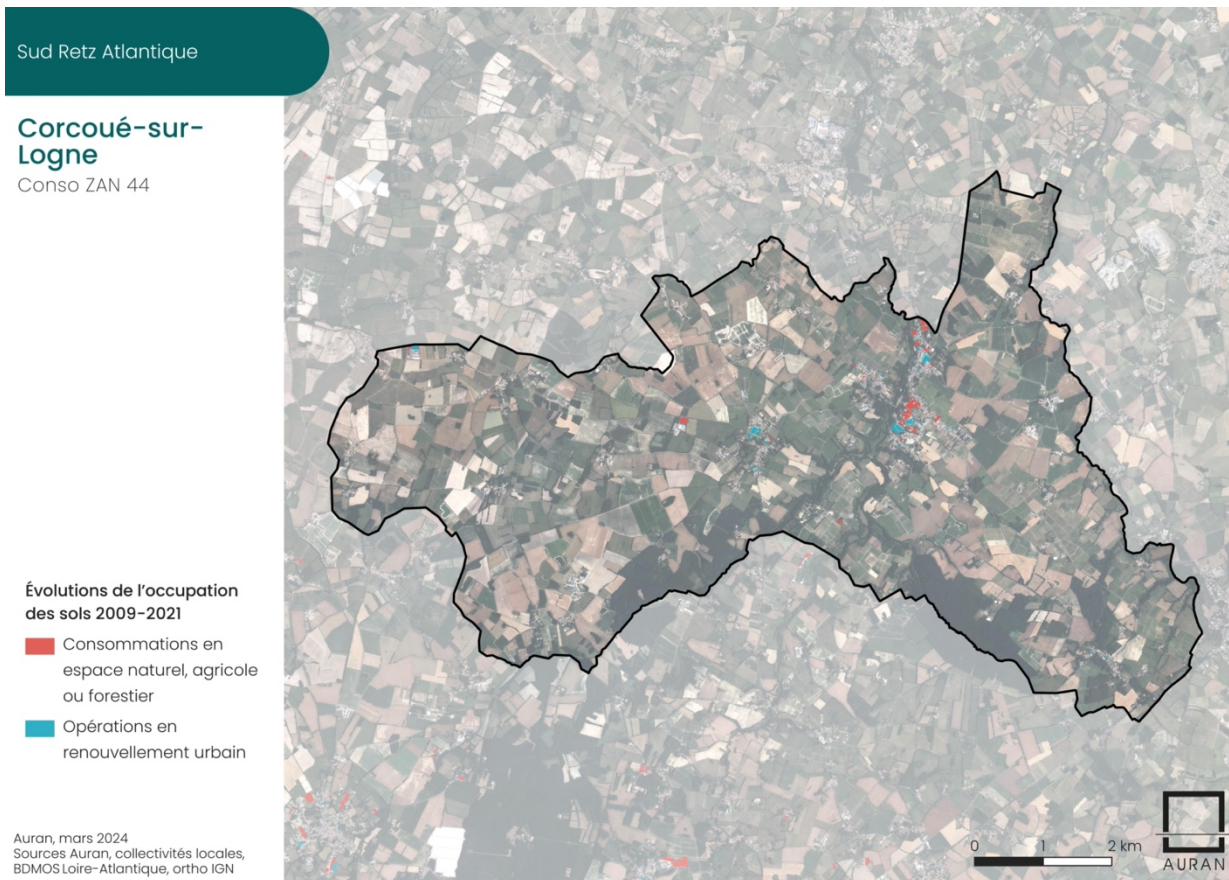 Sud Retz Atlantique
Corcoué-sur-
Logne
Conso ZAN 44
Évolutions de l'occupation
des sols 2009-2021
Consommations en
espace naturel, agricole
ou forestier
Opérations en
renouvellement urbain
Auran, mars 2024
Sources Auran, collectivités locales,
BDMOS Loire-Atlantique, ortho IGN
0 1 2 km
AURAN